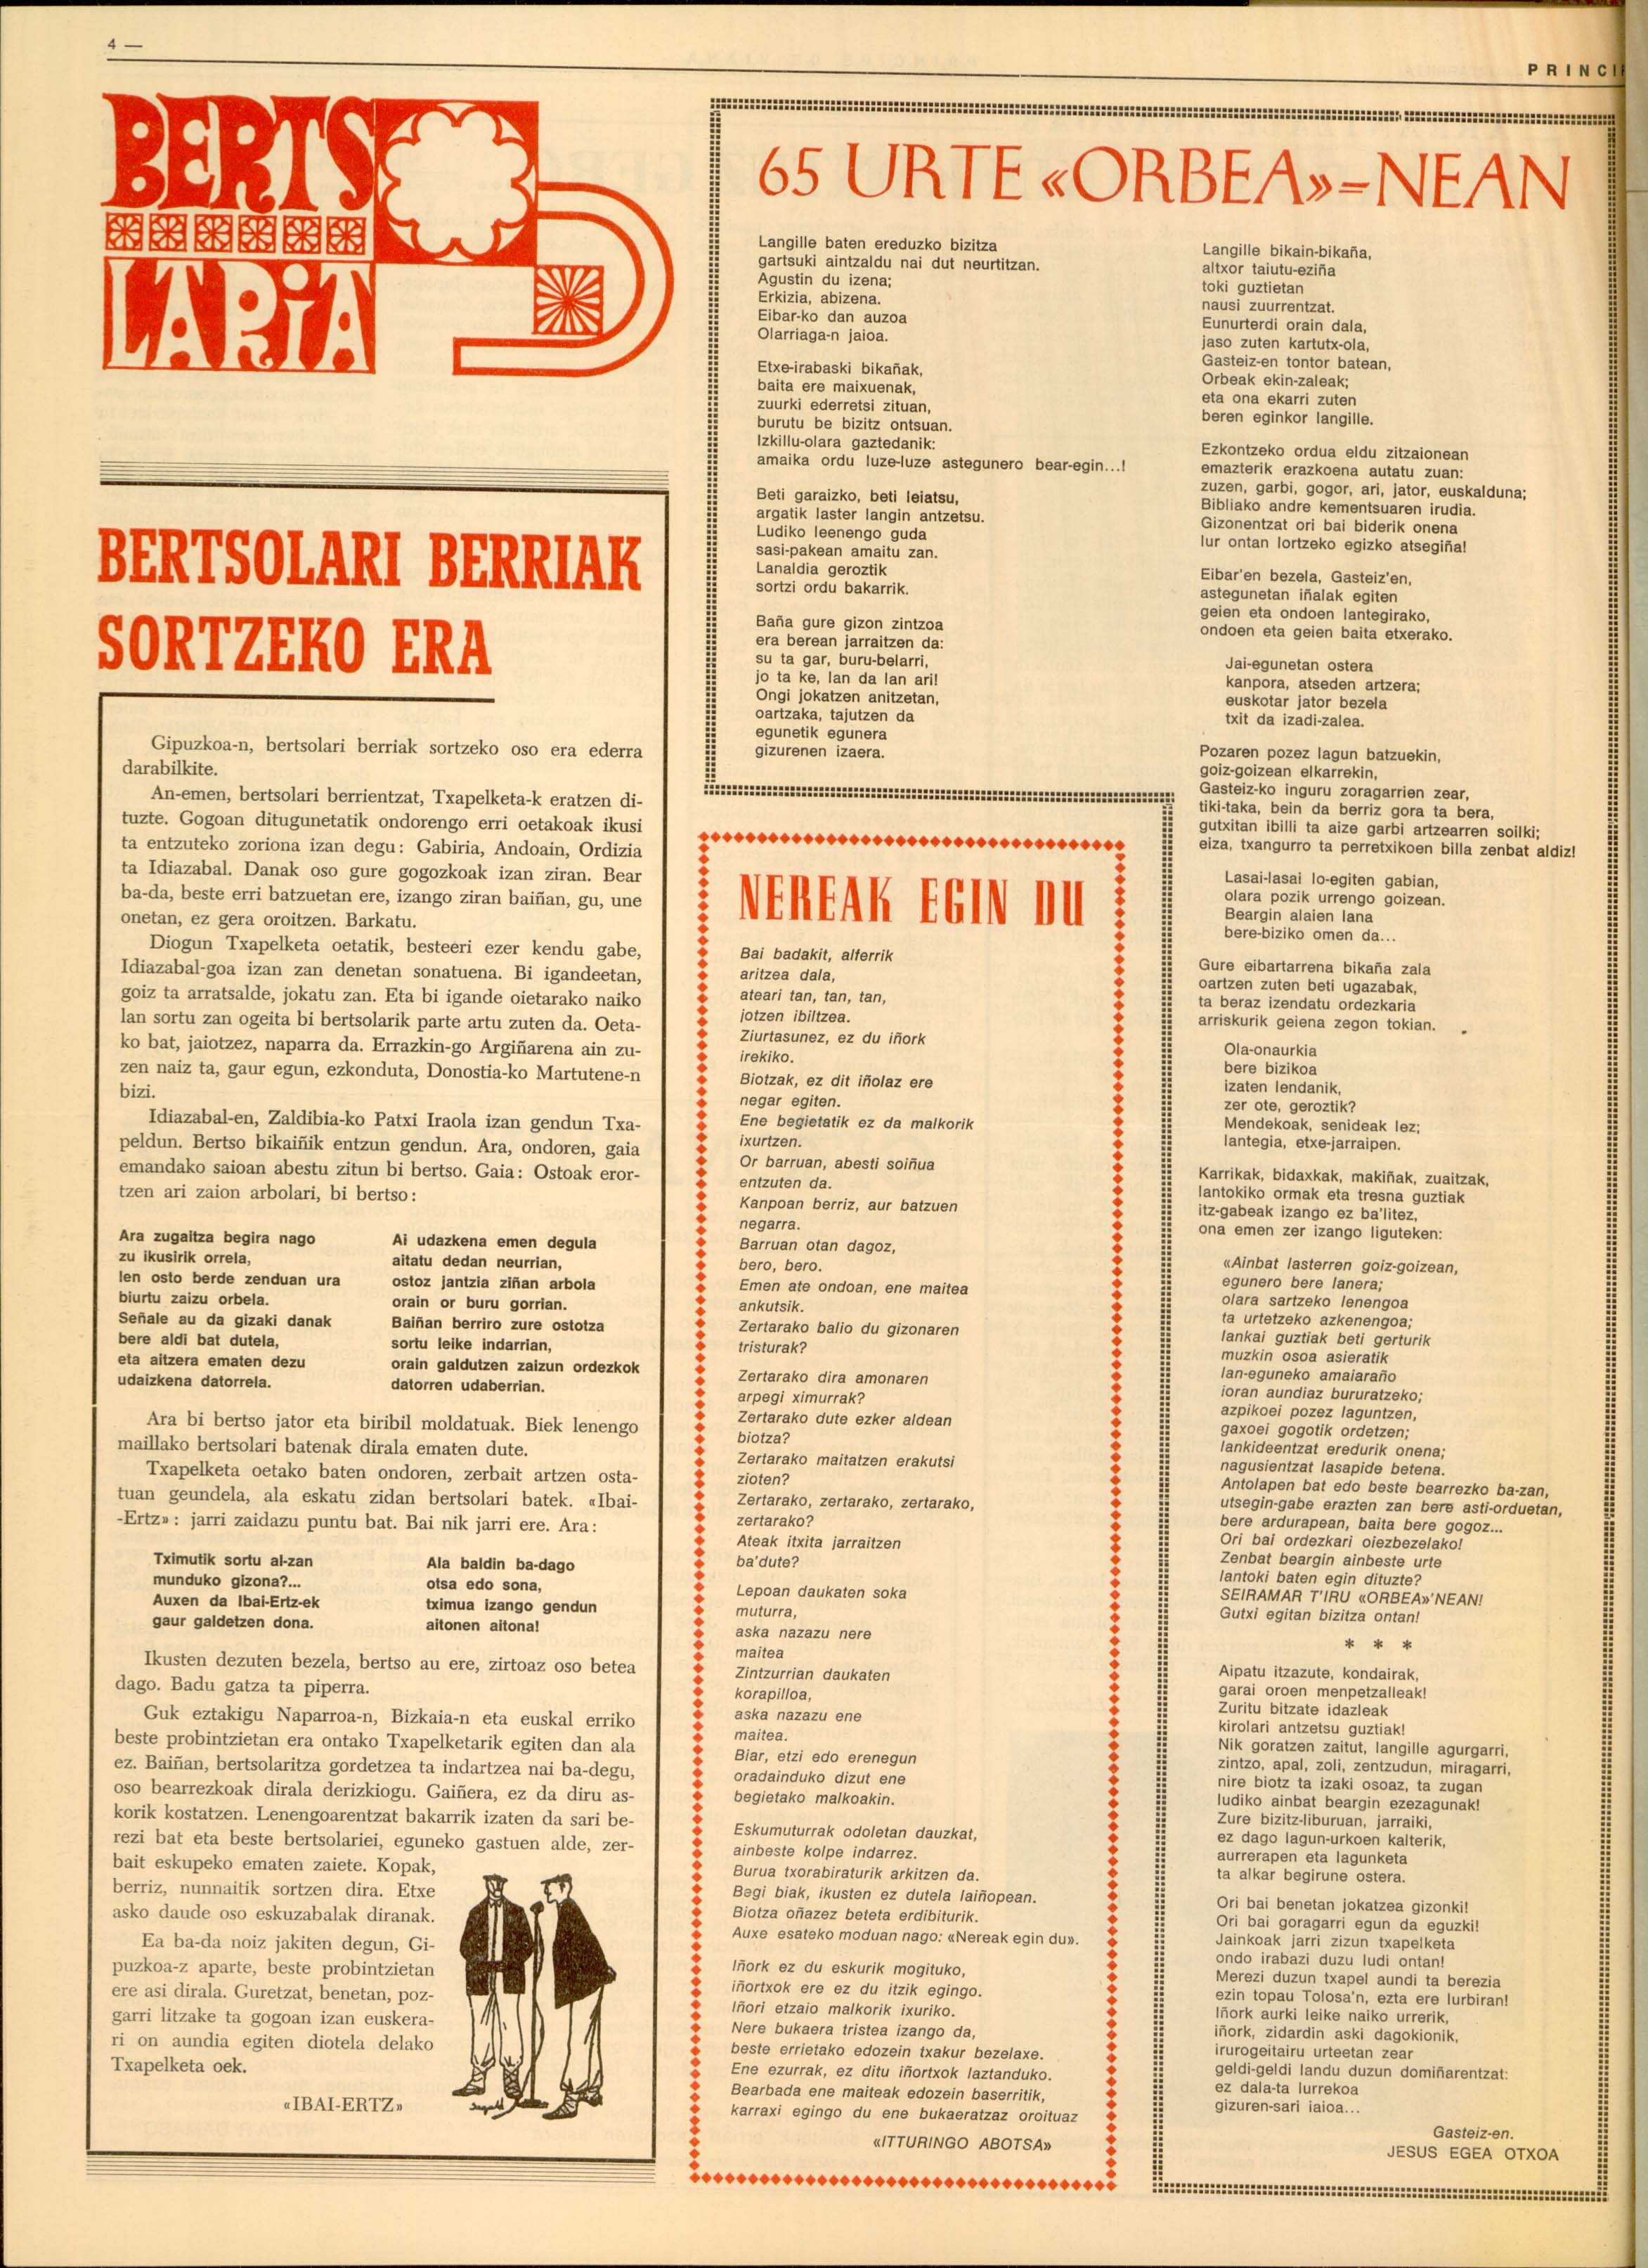 4 —
PRINCI
BERTSO
LARIA
BERTSOLARI BERRIAK
SORTZEKO ERA
Gipuzkoa-n, bertsolari berriak sortzeko oso era ederra
darabilkite.
An-emen, bertsolari berrientzat, Txapelketa-k eratzen di-
tuzte. Gogoan ditugunetatik ondorengo erri oetakoak ikusi
ta entzuteko zoriona izan degu: Gabiria, Andoain, Ordizia
ta Idiazabal. Danak oso gure gogozkoak izan ziran. Bear
ba-da, beste erri batzuetan ere, izango ziran baiñan, gu, une
onetan, ez gera oroitzen. Barkatu.
Diogun Txapelketa oetatik, besteeri ezer kendu gabe,
Idiazabal-goa izan zan denetan sonatuena. Bi igandeetan,
goiz ta arratsalde, jokatu zan. Eta bi igande oietarako naiko
lan sortu zan ogeita bi bertsolarik parte artu zuten da. Oeta-
ko bat, jaiotzez, naparra da. Errazkin-go Argiñarena ain zu-
zen naiz ta, gaur egun, ezkonduta, Donostia-ko Martutene-n
bizi.
Idiazabal-en, Zaldibia-ko Patxi Iraola izan gendun Txa-
peldun. Bertso bikaiñik entzun gendun. Ara, ondoren, gaia
emandako saioan abestu zitun bi bertso. Gaia: Ostoak eror-
tzen ari zaion arbolari, bi bertso:
Ara zugaitza begira nago
zu ikusirik orrela,
len osto berde zenduan ura
biurtu zaizu orbela.
Señale au da gizaki danak
bere aldi bat dutela,
eta aitzera ematen dezu
udaizkena datorrela.
Ai udazkena emen degula
aitatu dedan neurrian,
ostoz jantzia ziñan arbola
orain or buru gorrian.
Baiñan berriro zure ostotza
sortu leike indarrian,
orain galdutzen zaizun ordezkok
datorren udaberrian.
Ara bi bertso jator eta biribil moldatuak. Biek lenengo
maillako bertsolari batenak dirala ematen dute.
Txapelketa oetako baten ondoren, zerbait artzen osta-
tuan geundela, ala eskatu zidan bertsolari batek. «Ibai-
-Ertz»: jarri zaidazu puntu bat. Bai nik jarri ere. Ara:
Tximutik sortu al-zan
munduko gizona?...
Auxen da Ibai-Ertz-ek
gaur galdetzen dona.
Ala baldin ba-dago
otsa edo sona,
tximua izango gendun
aitonen aitona!
Ikusten dezuten bezela, bertso au ere, zirtoaz oso betea
dago. Badu gatza ta piperra.
Guk eztakigu Naparroa-n, Bizkaia-n eta euskal erriko
beste probintzietan era ontako Txapelketarik egiten dan ala
ez. Baiñan, bertsolaritza gordetzea ta indartzea nai ba-degu,
oso bearrezkoak dirala derizkiogu. Gaiñera, ez da diru as-
korik kostatzen. Lenengoarentzat bakarrik izaten da sari be-
rezi bat eta beste bertsolariei, eguneko gastuen alde, zer-
bait eskupeko ematen zaiete. Kopak,
berriz, nunnaitik sortzen dira. Etxe
asko daude oso eskuzabalak diranak.
Ea ba-da noiz jakiten degun, Gi-
puzkoa-z aparte, beste probintzietan
ere asi dirala. Guretzat, benetan, poz-
garri litzake ta gogoan izan euskera-
ri on aundia egiten diotela delako
Txapelketa oek.
«IBAI-ERTZ»
65 URTE «ORBEA»=NEAN
Langille baten ereduzko bizitza
gartsuki aintzaldu nai dut neurtitzan.
Agustin du izena;
Erkizia, abizena.
Eibar-ko dan auzoa
Olarriaga-n jaioa.
Etxe-irabaski bikañak,
baita ere maixuenak,
zuurki ederretsi zituan,
burutu be bizitz ontsuan.
Izkillu-olara gaztedanik:
amaika ordu luze-luze astegunero bear-egin...!
Beti garaizko, beti leiatsu,
argatik laster langin antzetsu.
Ludiko leenengo guda
sasi-pakean amaitu zan.
Lanaldia geroztik
sortzi ordu bakarrik.
Baña gure gizon zintzoa
era berean jarraitzen da:
su ta gar, buru-belarri,
jo ta ke, lan da lan ari!
Ongi jokatzen anitzetan,
oartzaka, tajutzen da
egunetik egunera
gizurenen izaera.
Langille bikain-bikaña,
altxor taiutu-eziña
toki guztietan
nausi zuurrentzat.
Eunurterdi orain dala,
jaso zuten kartutx-ola,
Gasteiz-en tontor batean,
Orbeak ekin-zaleak;
eta ona ekarri zuten
beren eginkor langille.
Ezkontzeko ordua eldu zitzaionean
emazterik erazkoena autatu zuan:
zuzen, garbi, gogor, ari, jator, euskalduna;
Bibliako andre kementsuaren irudia.
Gizonentzat ori bai biderik onena
lur ontan lortzeko egizko atsegiña!
Eibar'en bezela, Gasteiz'en,
astegunetan iñalak egiten
geien eta ondoen lantegirako,
ondoen eta geien baita etxerako.
Jai-egunetan ostera
kanpora, atseden artzera;
euskotar jator bezela
txit da izadi-zalea.
Pozaren pozez lagun batzuekin,
goiz-goizean elkarrekin,
Gasteiz-ko inguru zoragarrien zear,
tiki-taka, bein da berriz gora ta bera,
gutxitan ibilli ta aize garbi artzearren soilki;
eiza, txangurro ta perretxikoen billa zenbat aldiz!
Lasai-lasai lo-egiten gabian,
olara pozik urrengo goizean.
Beargin alaien lana
bere-biziko omen da...
Gure eibartarrena bikaña zala
oartzen zuten beti ugazabak,
ta beraz izendatu ordezkaria
arriskurik geiena zegon tokian.
Ola-onaurkia
bere bizikoa
izaten lendanik,
zer ote, geroztik?
Mendekoak, senideak lez;
lantegia, etxe-jarraipen.
Karrikak, bidaxkak, makiñak, zuaitzak,
lantokiko ormak eta tresna guztiak
itz-gabeak izango ez ba'litez,
ona emen zer izango liguteken:
«Ainbat lasterren goiz-goizean,
egunero bere lanera;
olara sartzeko lenengoa
ta urtetzeko azkenengoa;
lankai guztiak beti gerturik
muzkin osoa asieratik
lan-eguneko amaiaraño
ioran aundiaz bururatzeko;
azpikoei pozez laguntzen,
gaxoei gogotik ordetzen;
lankideentzat eredurik onena;
nagusientzat lasapide betena.
Antolapen bat edo beste bearrezko ba-zan,
utsegin-gabe erazten zan bere asti-orduetan,
bere ardurapean, baita bere gogoz...
Ori bai ordezkari oiezbezelako!
Zenbat beargin ainbeste urte
lantoki baten egin dituzte?
SEIRAMAR T'IRU «ORBEA»'NEAN!
Gutxi egitan bizitza ontan!
* * *
Aipatu itzazute, kondairak,
garai oroen menpetzalleak!
Zuritu bitzate idazleak
kirolari antzetsu guztiak!
Nik goratzen zaitut, langille agurgarri,
zintzo, apal, zoli, zentzudun, miragarri,
nire biotz ta izaki osoaz, ta zugan
ludiko ainbat beargin ezezagunak!
Zure bizitz-liburuan, jarraiki,
ez dago lagun-urkoen kalterik,
aurrerapen eta lagunketa
ta alkar begirune ostera.
Ori bai benetan jokatzea gizonki!
Ori bai goragarri egun da eguzki!
Jainkoak jarri zizun txapelketa
ondo irabazi duzu ludi ontan!
Merezi duzun txapel aundi ta berezia
ezin topau Tolosa'n, ezta ere lurbiran!
Iñork aurki leike naiko urrerik,
iñork, zidardin aski dagokionik,
irurogeitairu urteetan zear
geldi-geldi landu duzun domiñarentzat:
ez dala-ta lurrekoa
gizuren-sari iaioa...
Gasteiz-en.
JESUS EGEA OTXOA
NEREAK EGIN DU
Bai badakit, alferrik
aritzea dala,
ateari tan, tan, tan,
jotzen ibiltzea.
Ziurtasunez, ez du iñork
irekiko.
Biotzak, ez dit iñolaz ere
negar egiten.
Ene begietatik ez da malkorik
ixurtzen.
Or barruan, abesti soiñua
entzuten da.
Kanpoan berriz, aur batzuen
negarra.
Barruan otan dagoz,
bero, bero.
Emen ate ondoan, ene maitea
ankutsik.
Zertarako balio du gizonaren
tristurak?
Zertarako dira amonaren
arpegi ximurrak?
Zertarako dute ezker aldean
biotza?
Zertarako maitatzen erakutsi
zioten?
Zertarako, zertarako, zertarako,
zertarako?
Ateak itxita jarraitzen
ba'dute?
Lepoan daukaten soka
muturra,
aska nazazu nere
maitea
Zintzurrian daukaten
korapilloa,
aska nazazu ene
maitea.
Biar, etzi edo erenegun
oradainduko dizut ene
begietako malkoakin.
Eskumuturrak odoletan dauzkat,
ainbeste kolpe indarrez.
Burua txorabiraturik arkitzen da.
Begi biak, ikusten ez dutela laiñopean.
Biotza oñazez beteta erdibiturik.
Auxe esateko moduan nago: «Nereak egin du».
Iñork ez du eskurik mogituko,
iñortxok ere ez du itzik egingo.
Iñori etzaio malkorik ixuriko.
Nere bukaera tristea izango da,
beste errietako edozein txakur bezelaxe.
Ene ezurrak, ez ditu iñortxok laztanduko.
Bearbada ene maiteak edozein baserritik,
karraxi egingo du ene bukaeratzaz oroituaz
«ITTURINGO ABOTSA»